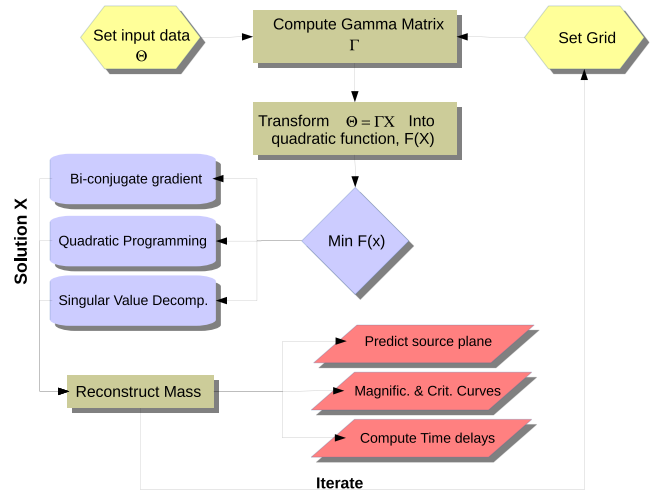 Set input data
Θ
Compute Gamma Matrix
Γ
Set Grid
Transform Θ = ΓX Into
quadratic function, F(X)
Min F(x)
Bi-conjugate gradient
Quadratic Programming
Singular Value Decomp.
Solution X
Reconstruct Mass
Predict source plane
Magnific. & Crit. Curves
Compute Time delays
Iterate